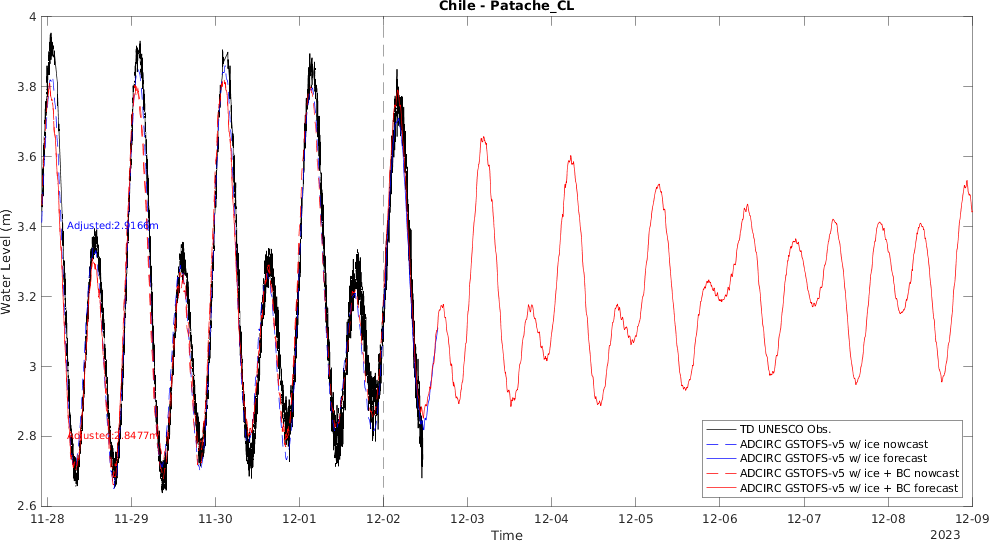 Chile - Patache_CL
4
3.8
3.6
3.4
3.2
3
2.8
2.6
Water Level (m)
Adjusted:2.9166m
Adjusted:2.8477m
TD UNESCO Obs.
ADCIRC GSTOFS-v5 w/ ice nowcast
ADCIRC GSTOFS-v5 w/ ice forecast
ADCIRC GSTOFS-v5 w/ ice + BC nowcast
ADCIRC GSTOFS-v5 w/ ice + BC forecast
11-28 11-29 11-30 12-01 12-02 12-03 12-04 12-05 12-06 12-07 12-08 12-09
Time
2023